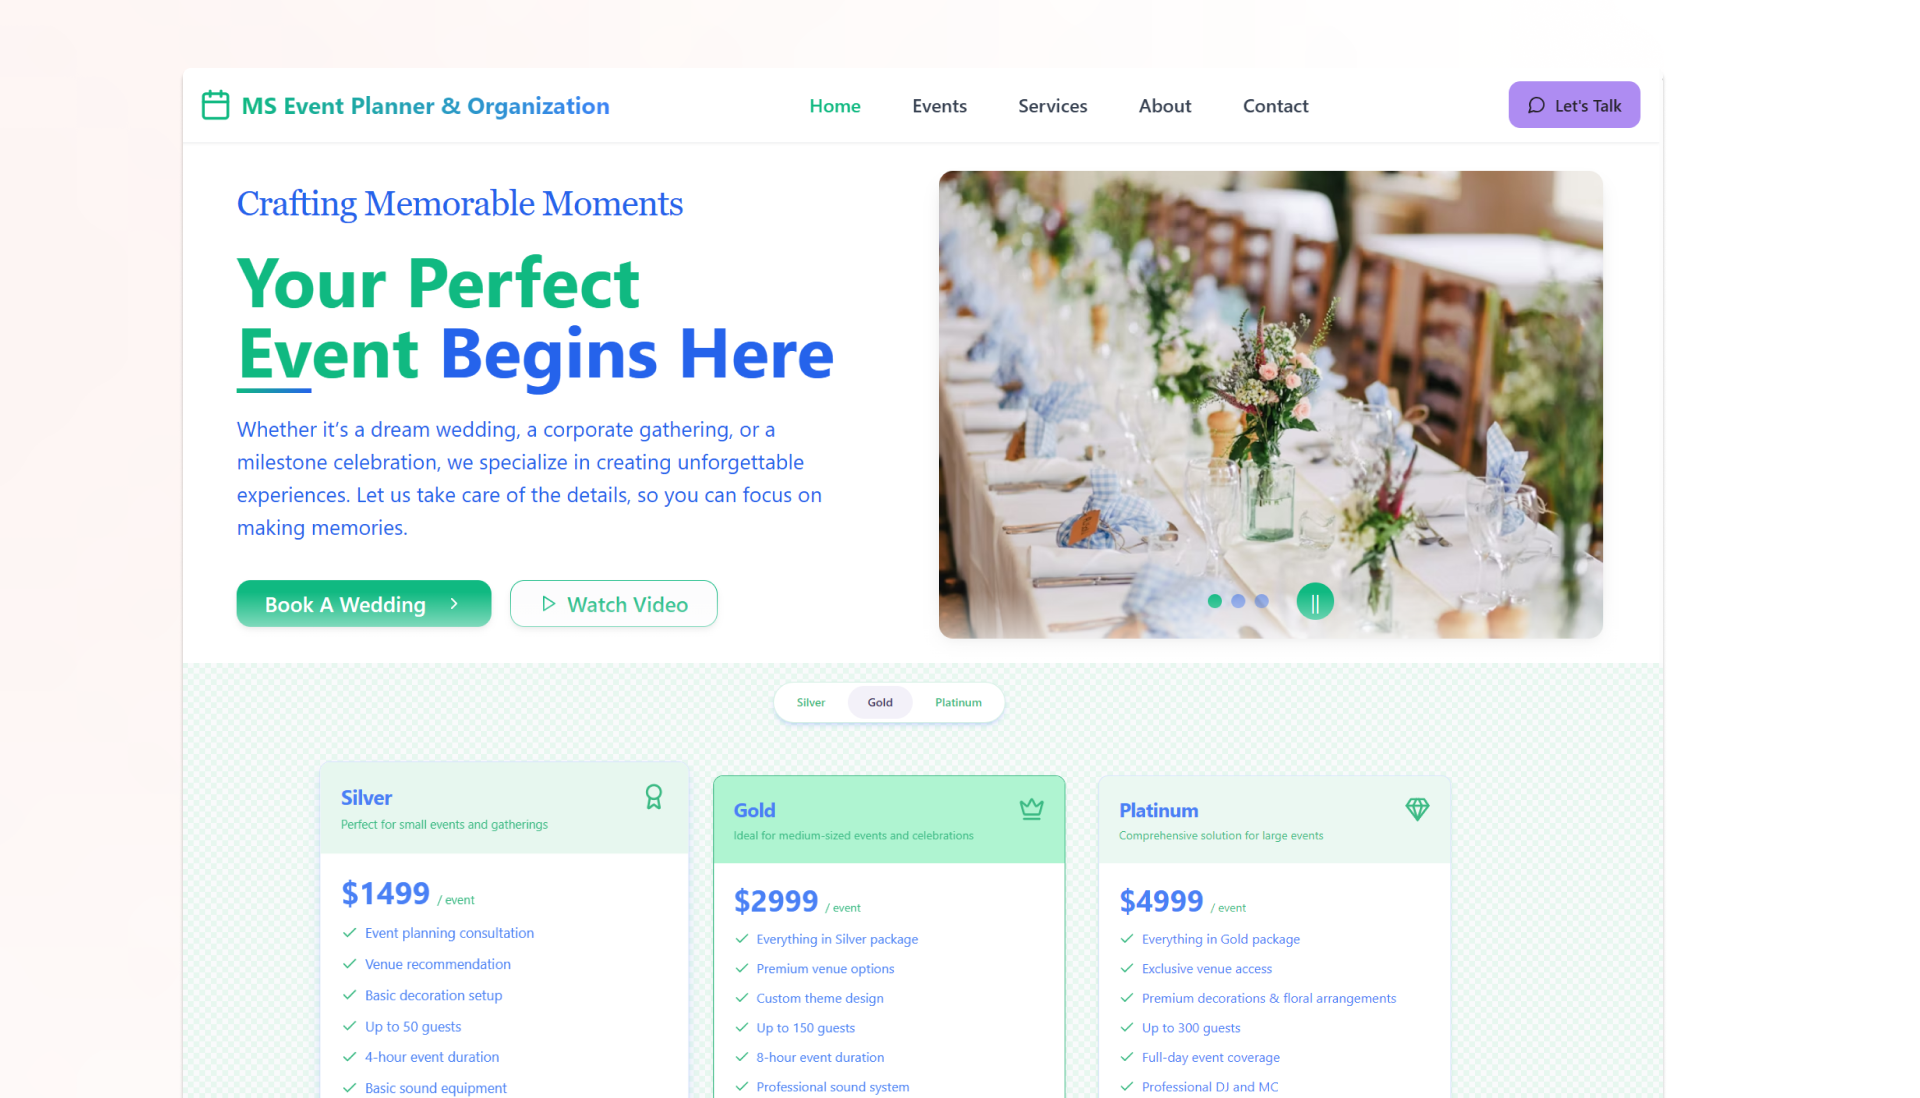 MS Event Planner & Organization
Home
Events
Services
About
Contact
Let's Talk
Crafting Memorable Moments
Your Perfect
Event Begins Here
Whether it’s a dream wedding, a corporate gathering, or a
milestone celebration, we specialize in creating unforgettable
experiences. Let us take care of the details, so you can focus on
making memories.
Book A Wedding
Watch Video
Silver
Gold
Platinum
Silver
Perfect for small events and gatherings
$1499 / event
Event planning consultation
Venue recommendation
Basic decoration setup
Up to 50 guests
4-hour event duration
Basic sound equipment
Gold
Ideal for medium-sized events and celebrations
$2999 / event
Everything in Silver package
Premium venue options
Custom theme design
Up to 150 guests
8-hour event duration
Professional sound system
Platinum
Comprehensive solution for large events
$4999 / event
Everything in Gold package
Exclusive venue access
Premium decorations & floral arrangements
Up to 300 guests
Full-day event coverage
Professional DJ and MC